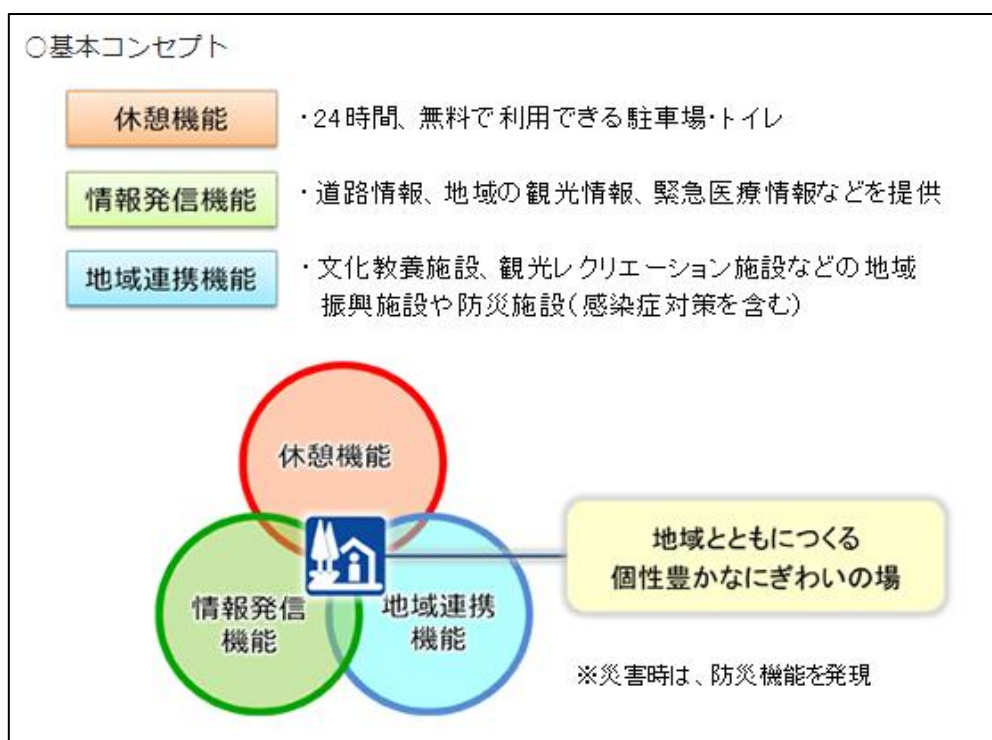 ○基本コンセプト
休憩機能
・24時間、無料で利用できる駐車場・トイレ
情報発信機能
・道路情報、地域の観光情報、緊急医療情報などを提供
地域連携機能
・文化教養施設、観光レクリエーション施設などの地域
振興施設や防災施設(感染症対策を含む)
休憩機能
情報発信
機能
地域連携
機能
地域とともにつくる
個性豊かなにぎわいの場
※災害時は、防災機能を発現